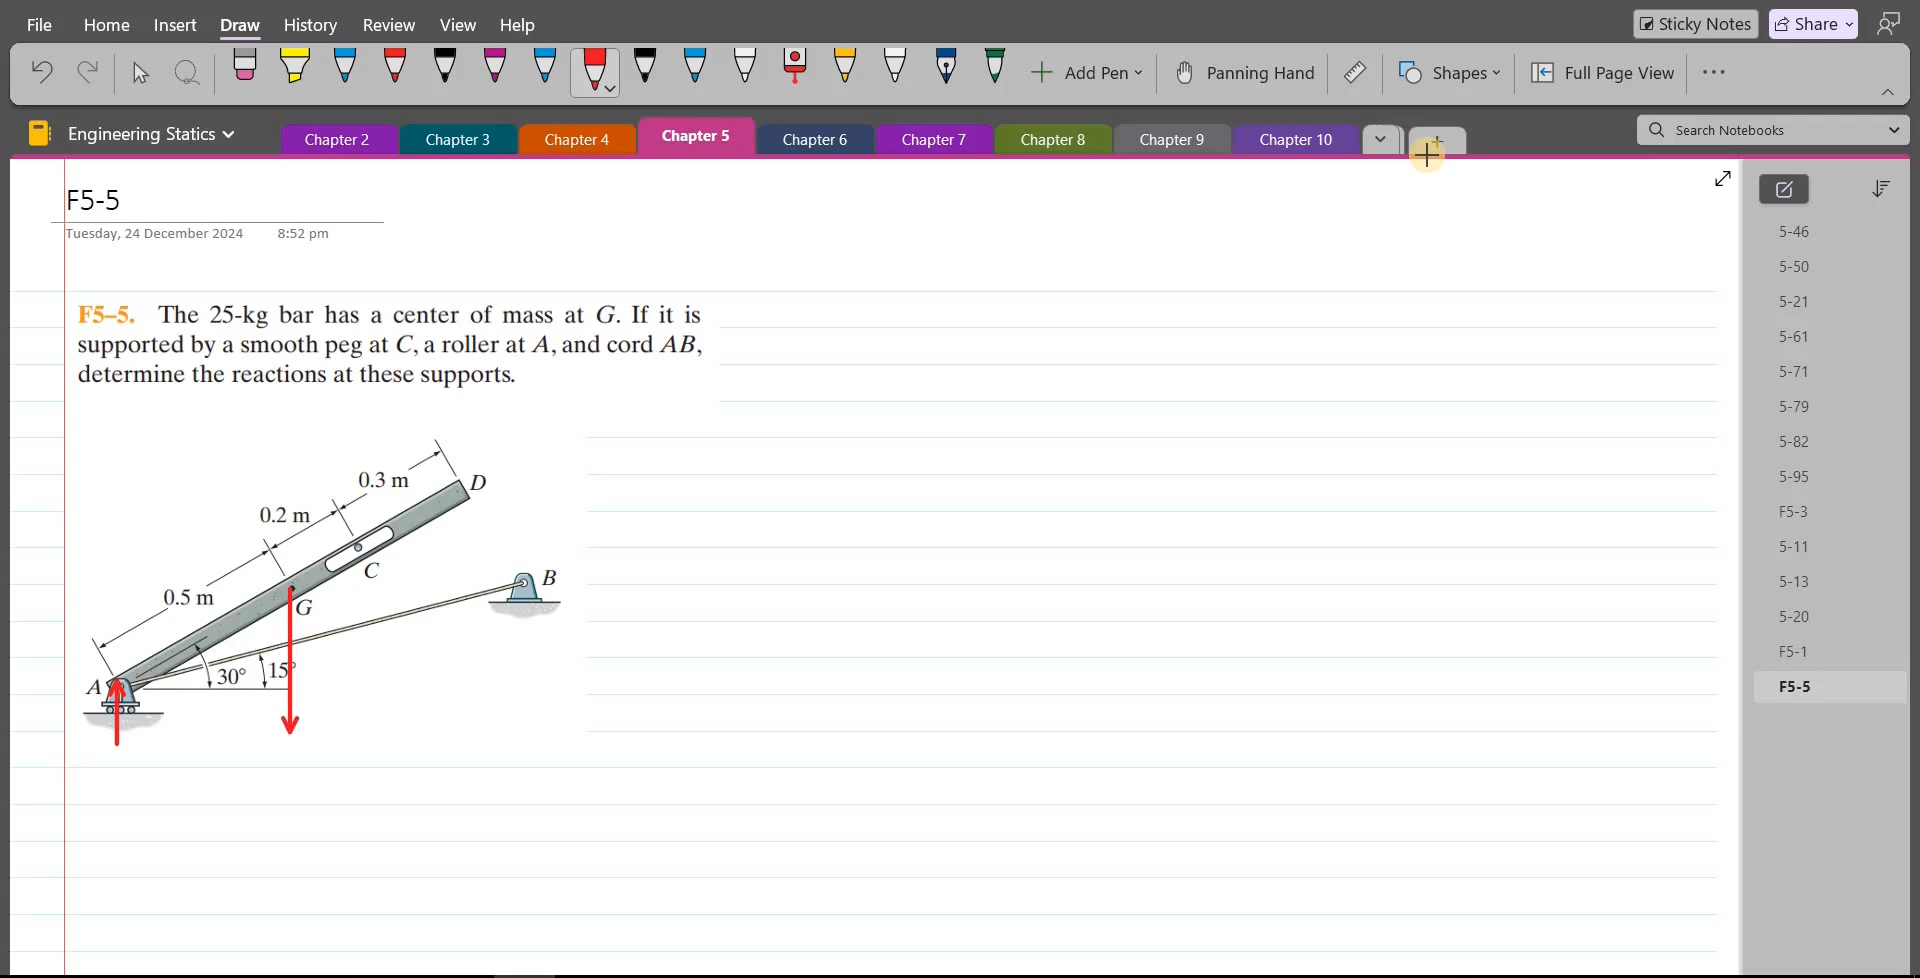 File Home Insert Draw History Review View Help
Sticky Notes Share
Add Pen Panning Hand Shapes Full Page View
Engineering Statics Chapter 2 Chapter 3 Chapter 4 Chapter 5 Chapter 6 Chapter 7 Chapter 8 Chapter 9 Chapter 10 Search Notebooks
F5-5
Tuesday, 24 December 2024 8:52 pm
F5–5. The 25-kg bar has a center of mass at G. If it is
supported by a smooth peg at C, a roller at A, and cord AB,
determine the reactions at these supports.
0.3 m
D
0.2 m
C
B
0.5 m
G
30° 15°
A
5-46
5-50
5-21
5-61
5-71
5-79
5-82
5-95
F5-3
5-11
5-13
5-20
F5-1
F5-5